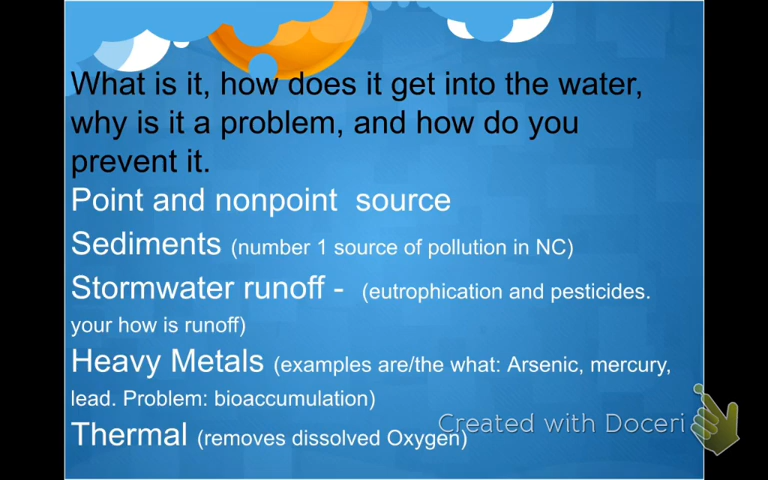 What is it, how does it get into the water,
why is it a problem, and how do you
prevent it.
Point and nonpoint source
Sediments (number 1 source of pollution in NC)
Stormwater runoff - (eutrophication and pesticides.
your how is runoff)
Heavy Metals (examples are/the what: Arsenic, mercury,
lead. Problem: bioaccumulation)
Created with Doceri
Thermal (removes dissolved Oxygen)